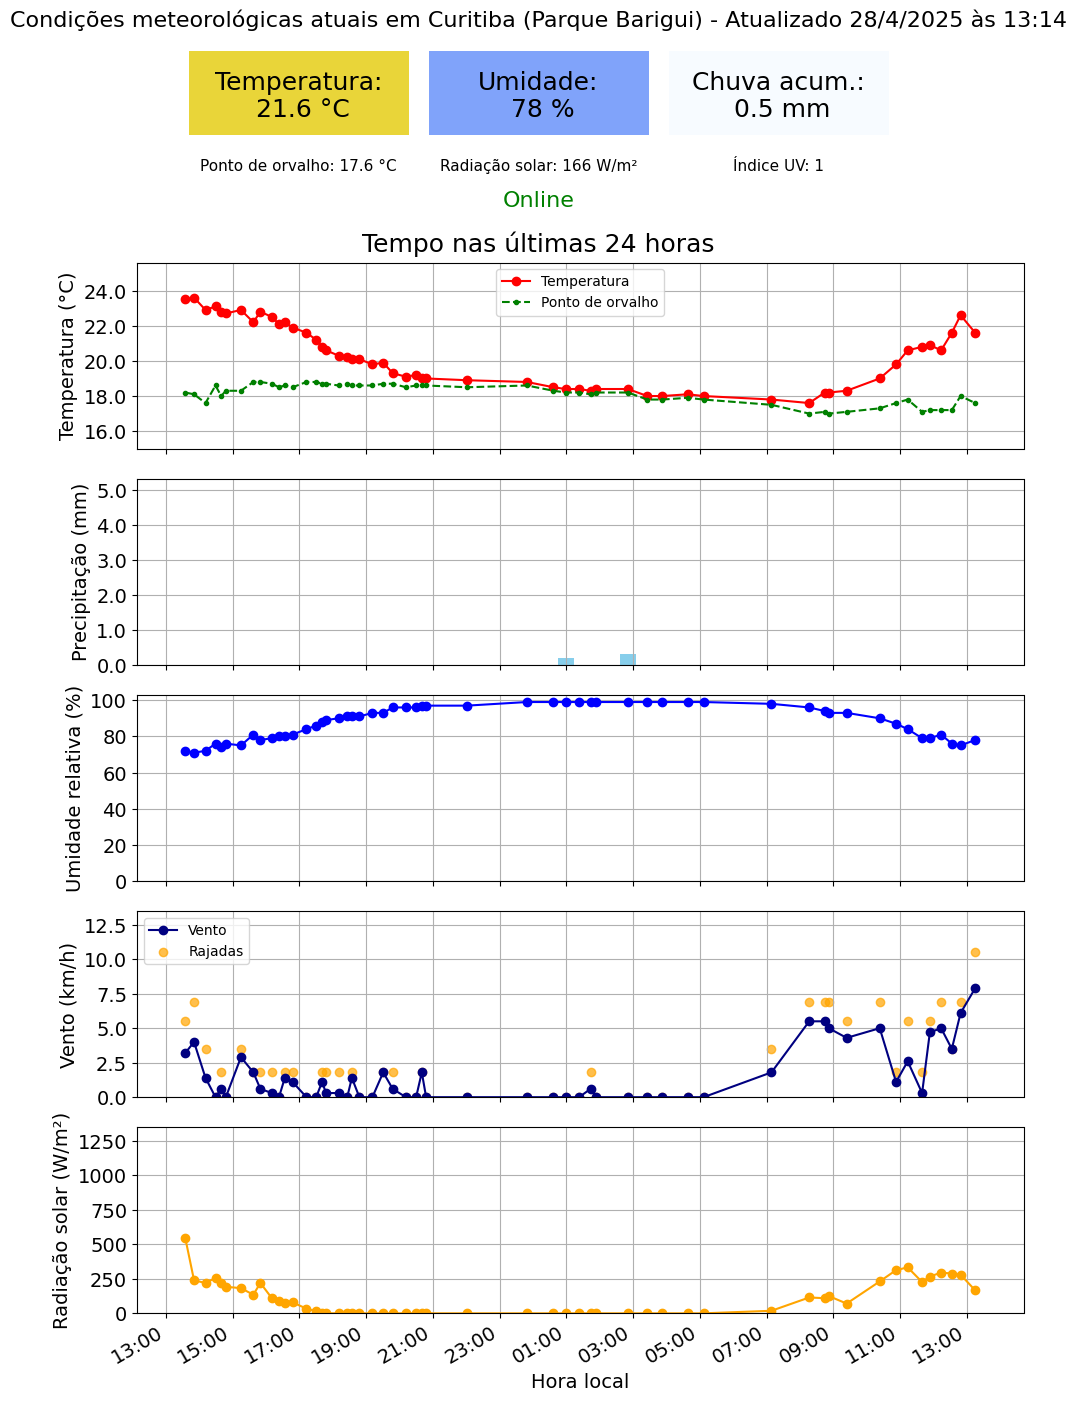 Condições meteorológicas atuais em Curitiba (Parque Barigui) - Atualizado 28/4/2025 às 13:14
Temperatura:
21.6 °C
Umidade:
78 %
Chuva acum.:
0.5 mm
Ponto de orvalho: 17.6 °C
Radiação solar: 166 W/m²
Índice UV: 1
Online
Tempo nas últimas 24 horas
Temperatura (°C)
24.0
22.0
20.0
18.0
16.0
Temperatura
Ponto de orvalho
Precipitação (mm)
5.0
4.0
3.0
2.0
1.0
0.0
Umidade relativa (%)
100
80
60
40
20
0
Vento (km/h)
12.5
10.0
7.5
5.0
2.5
0.0
Vento
Rajadas
Radiação solar (W/m²)
1250
1000
750
500
250
0
13:00
15:00
17:00
19:00
21:00
23:00
01:00
03:00
05:00
07:00
09:00
11:00
13:00
Hora local